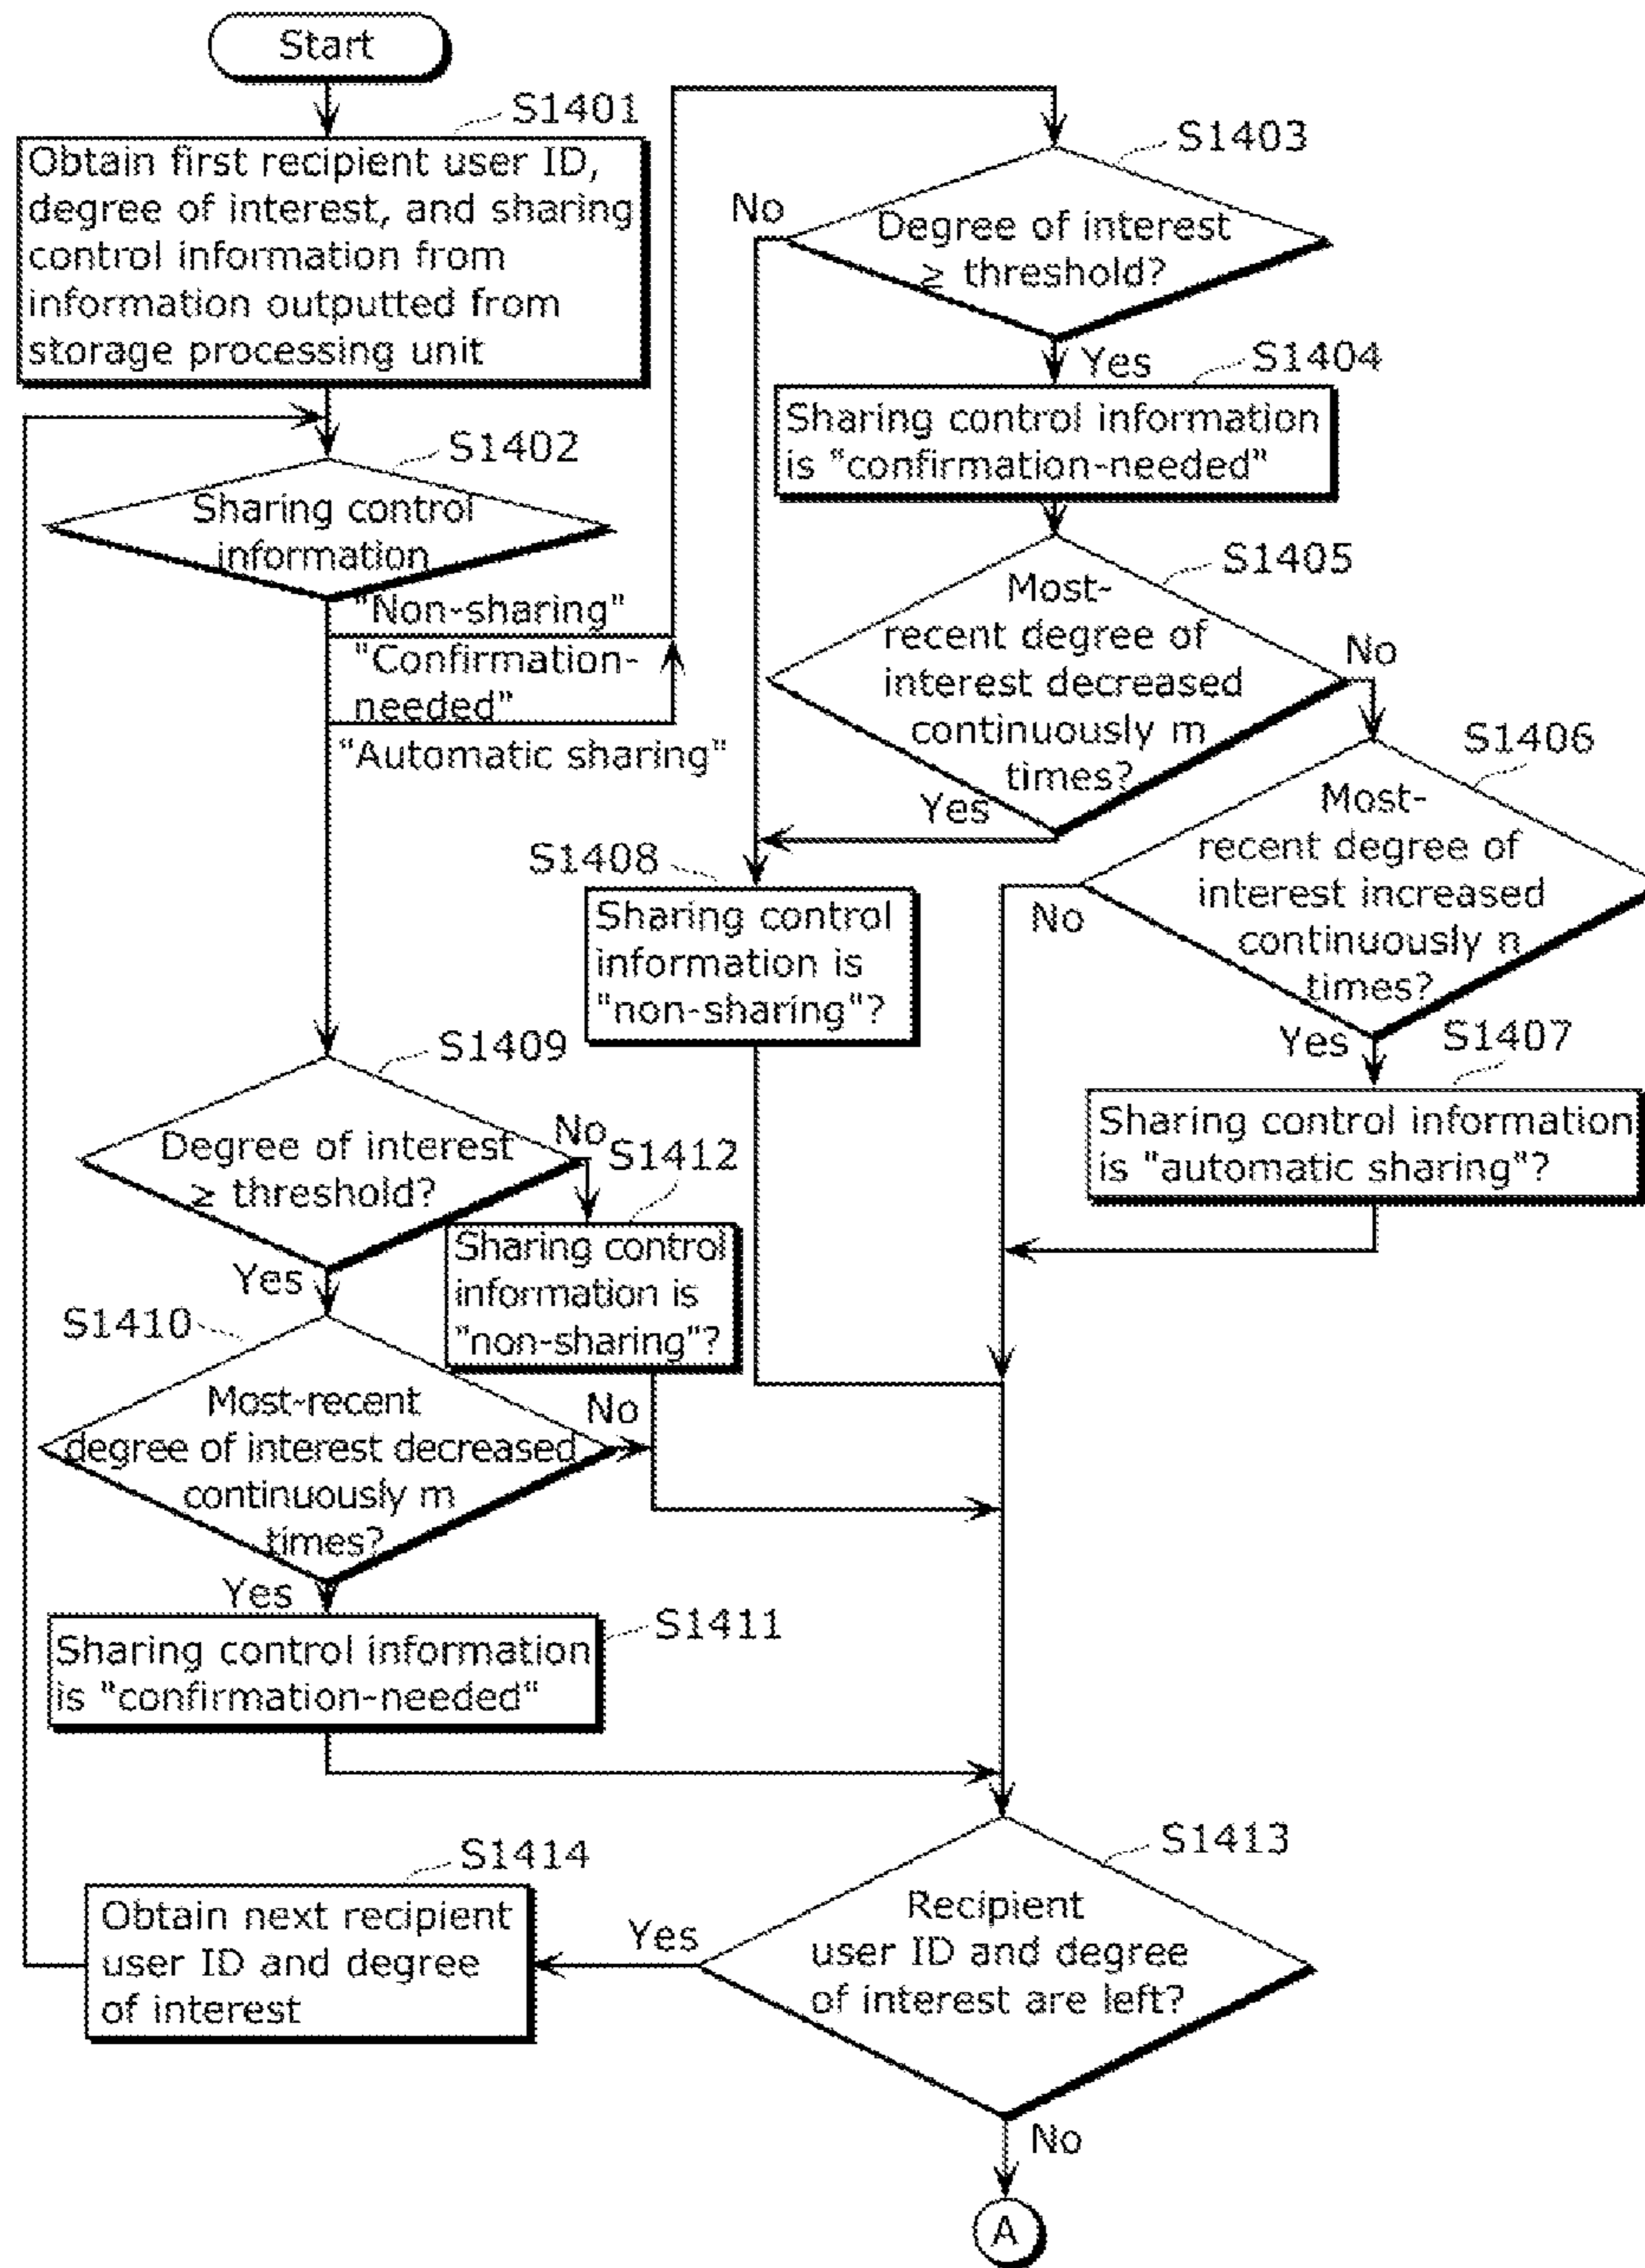 Start
S1401
Obtain first recipient user ID,
degree of interest, and sharing
control information from
information outputted from
storage processing unit
S1402
Sharing control
information
"Non-sharing"
"Confirmation-
needed"
"Automatic sharing"
S1403
Degree of interest
≥ threshold?
No
Yes
S1404
Sharing control information
is "confirmation-needed"
S1405
Most-
recent degree of
interest decreased
continuously m
times?
No
Yes
S1406
Most-
recent degree of
interest increased
continuously n
times?
No
Yes
S1407
Sharing control information
is "automatic sharing"?
S1408
Sharing control
information is
"non-sharing"?
S1409
Degree of interest
≥ threshold?
No
Yes
S1412
Sharing control
information is
"non-sharing"?
S1410
Most-recent
degree of interest decreased
continuously m
times?
No
Yes
S1411
Sharing control information
is "confirmation-needed"
S1413
Recipient
user ID and degree
of interest are left?
Yes
No
S1414
Obtain next recipient
user ID and degree
of interest
A